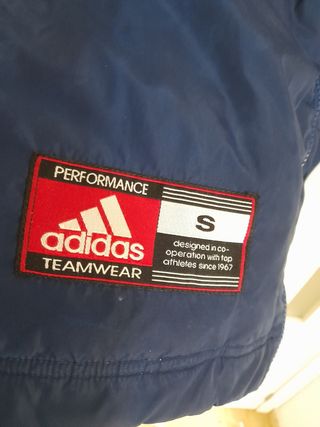 PERFORMANCE
adidas
TEAMWEAR
S
designed in co-
operation with top
athletes since 1967